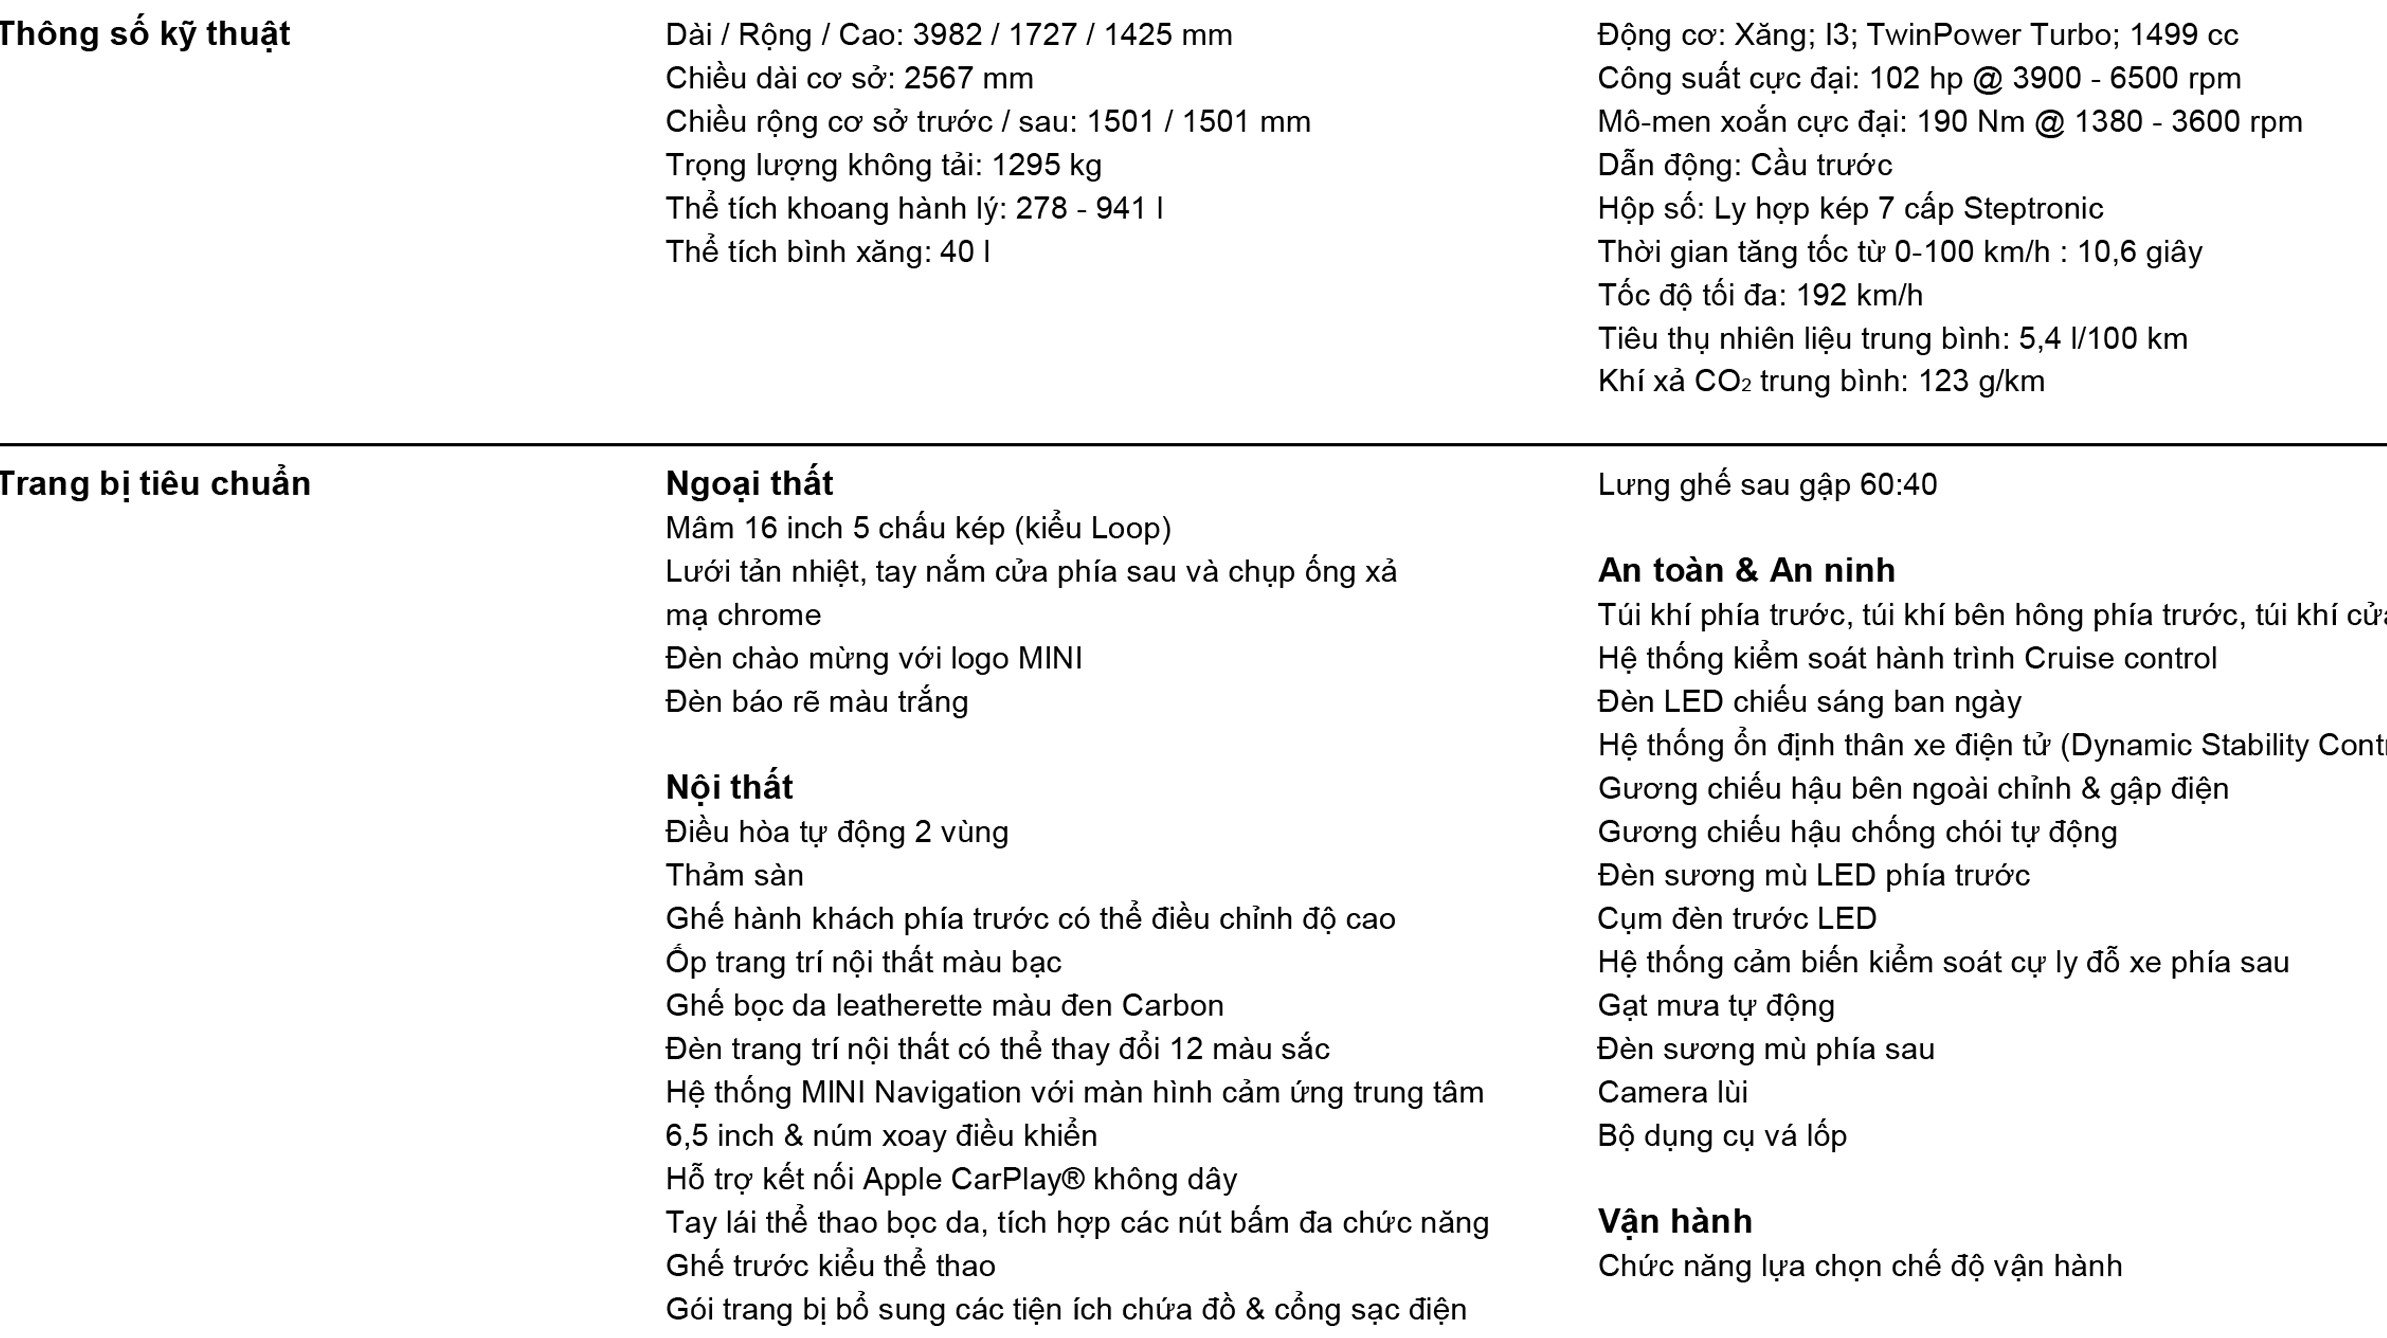 Thông số kỹ thuật
Dài / Rộng / Cao: 3982 / 1727 / 1425 mm
Chiều dài cơ sở: 2567 mm
Chiều rộng cơ sở trước / sau: 1501 / 1501 mm
Trọng lượng không tải: 1295 kg
Thể tích khoang hành lý: 278 - 941 l
Thể tích bình xăng: 40 l
Động cơ: Xăng; I3; TwinPower Turbo; 1499 cc
Công suất cực đại: 102 hp @ 3900 - 6500 rpm
Mô-men xoắn cực đại: 190 Nm @ 1380 - 3600 rpm
Dẫn động: Cầu trước
Hộp số: Ly hợp kép 7 cấp Steptronic
Thời gian tăng tốc từ 0-100 km/h : 10,6 giây
Tốc độ tối đa: 192 km/h
Tiêu thụ nhiên liệu trung bình: 5,4 l/100 km
Khí xả CO₂ trung bình: 123 g/km
Trang bị tiêu chuẩn
Ngoại thất
Mâm 16 inch 5 chấu kép (kiểu Loop)
Lưới tản nhiệt, tay nắm cửa phía sau và chụp ống xả
mạ chrome
Đèn chào mừng với logo MINI
Đèn báo rẽ màu trắng
Nội thất
Điều hòa tự động 2 vùng
Thảm sàn
Ghế hành khách phía trước có thể điều chỉnh độ cao
Ốp trang trí nội thất màu bạc
Ghế bọc da leatherette màu đen Carbon
Đèn trang trí nội thất có thể thay đổi 12 màu sắc
Hệ thống MINI Navigation với màn hình cảm ứng trung tâm
6,5 inch & núm xoay điều khiển
Hỗ trợ kết nối Apple CarPlay® không dây
Tay lái thể thao bọc da, tích hợp các nút bấm đa chức năng
Ghế trước kiểu thể thao
Gói trang bị bổ sung các tiện ích chứa đồ & cổng sạc điện
Lưng ghế sau gập 60:40
An toàn & An ninh
Túi khí phía trước, túi khí bên hông phía trước, túi khí
Hệ thống kiểm soát hành trình Cruise control
Đèn LED chiếu sáng ban ngày
Hệ thống ổn định thân xe điện tử (Dynamic Stability
Gương chiếu hậu bên ngoài chỉnh & gập điện
Gương chiếu hậu chống chói tự động
Đèn sương mù LED phía trước
Cụm đèn trước LED
Hệ thống cảm biến kiểm soát cự ly đỗ xe phía sau
Gạt mưa tự động
Đèn sương mù phía sau
Camera lùi
Bộ dụng cụ vá lốp
Vận hành
Chức năng lựa chọn chế độ vận hành